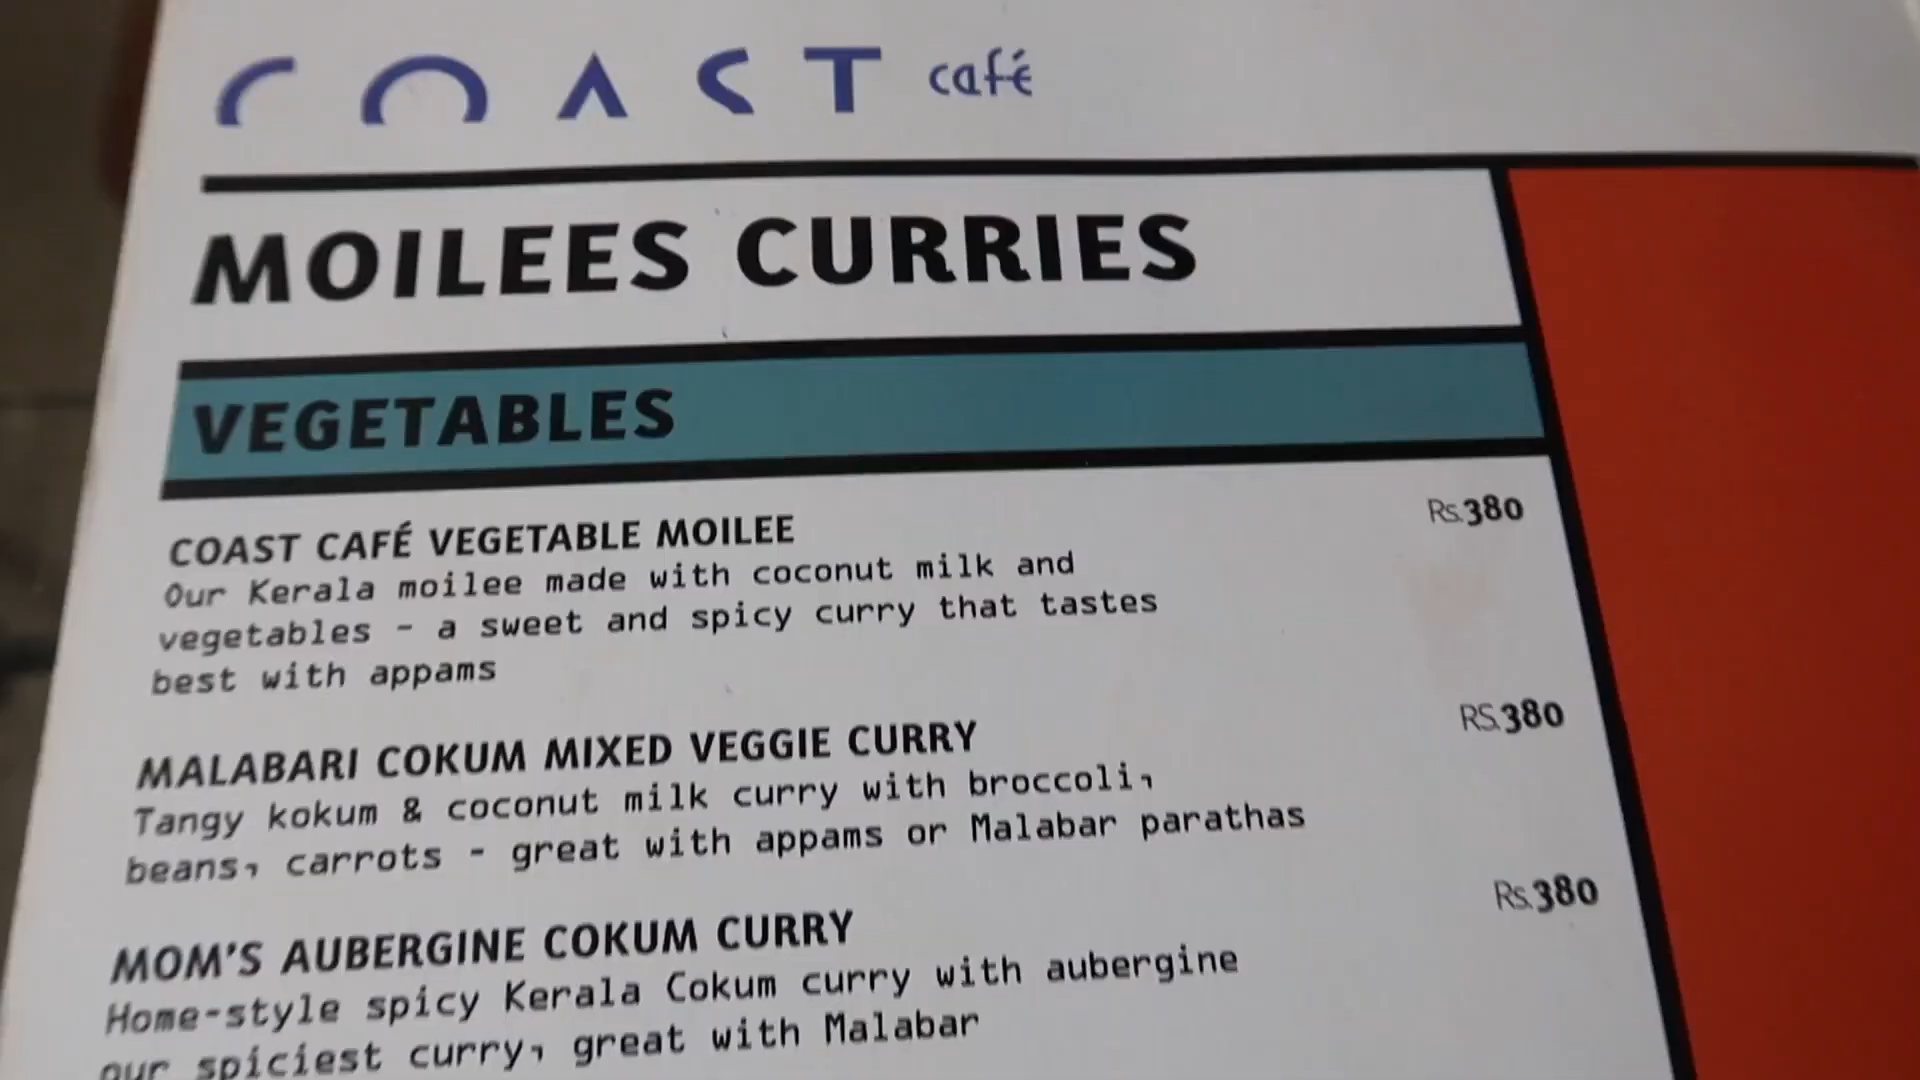 COAST café
MOILEES CURRIES
VEGETABLES
COAST CAFÉ VEGETABLE MOILEE Rs.380
Our Kerala moilee made with coconut milk and
vegetables - a sweet and spicy curry that tastes
best with appams
MALABARI COKUM MIXED VEGGIE CURRY RS.380
Tangy kokum & coconut milk curry with broccoli,
beans, carrots - great with appams or Malabar parathas
MOM'S AUBERGINE COKUM CURRY Rs.380
Home-style spicy Kerala Cokum curry with aubergine
our spiciest curry, great with Malabar